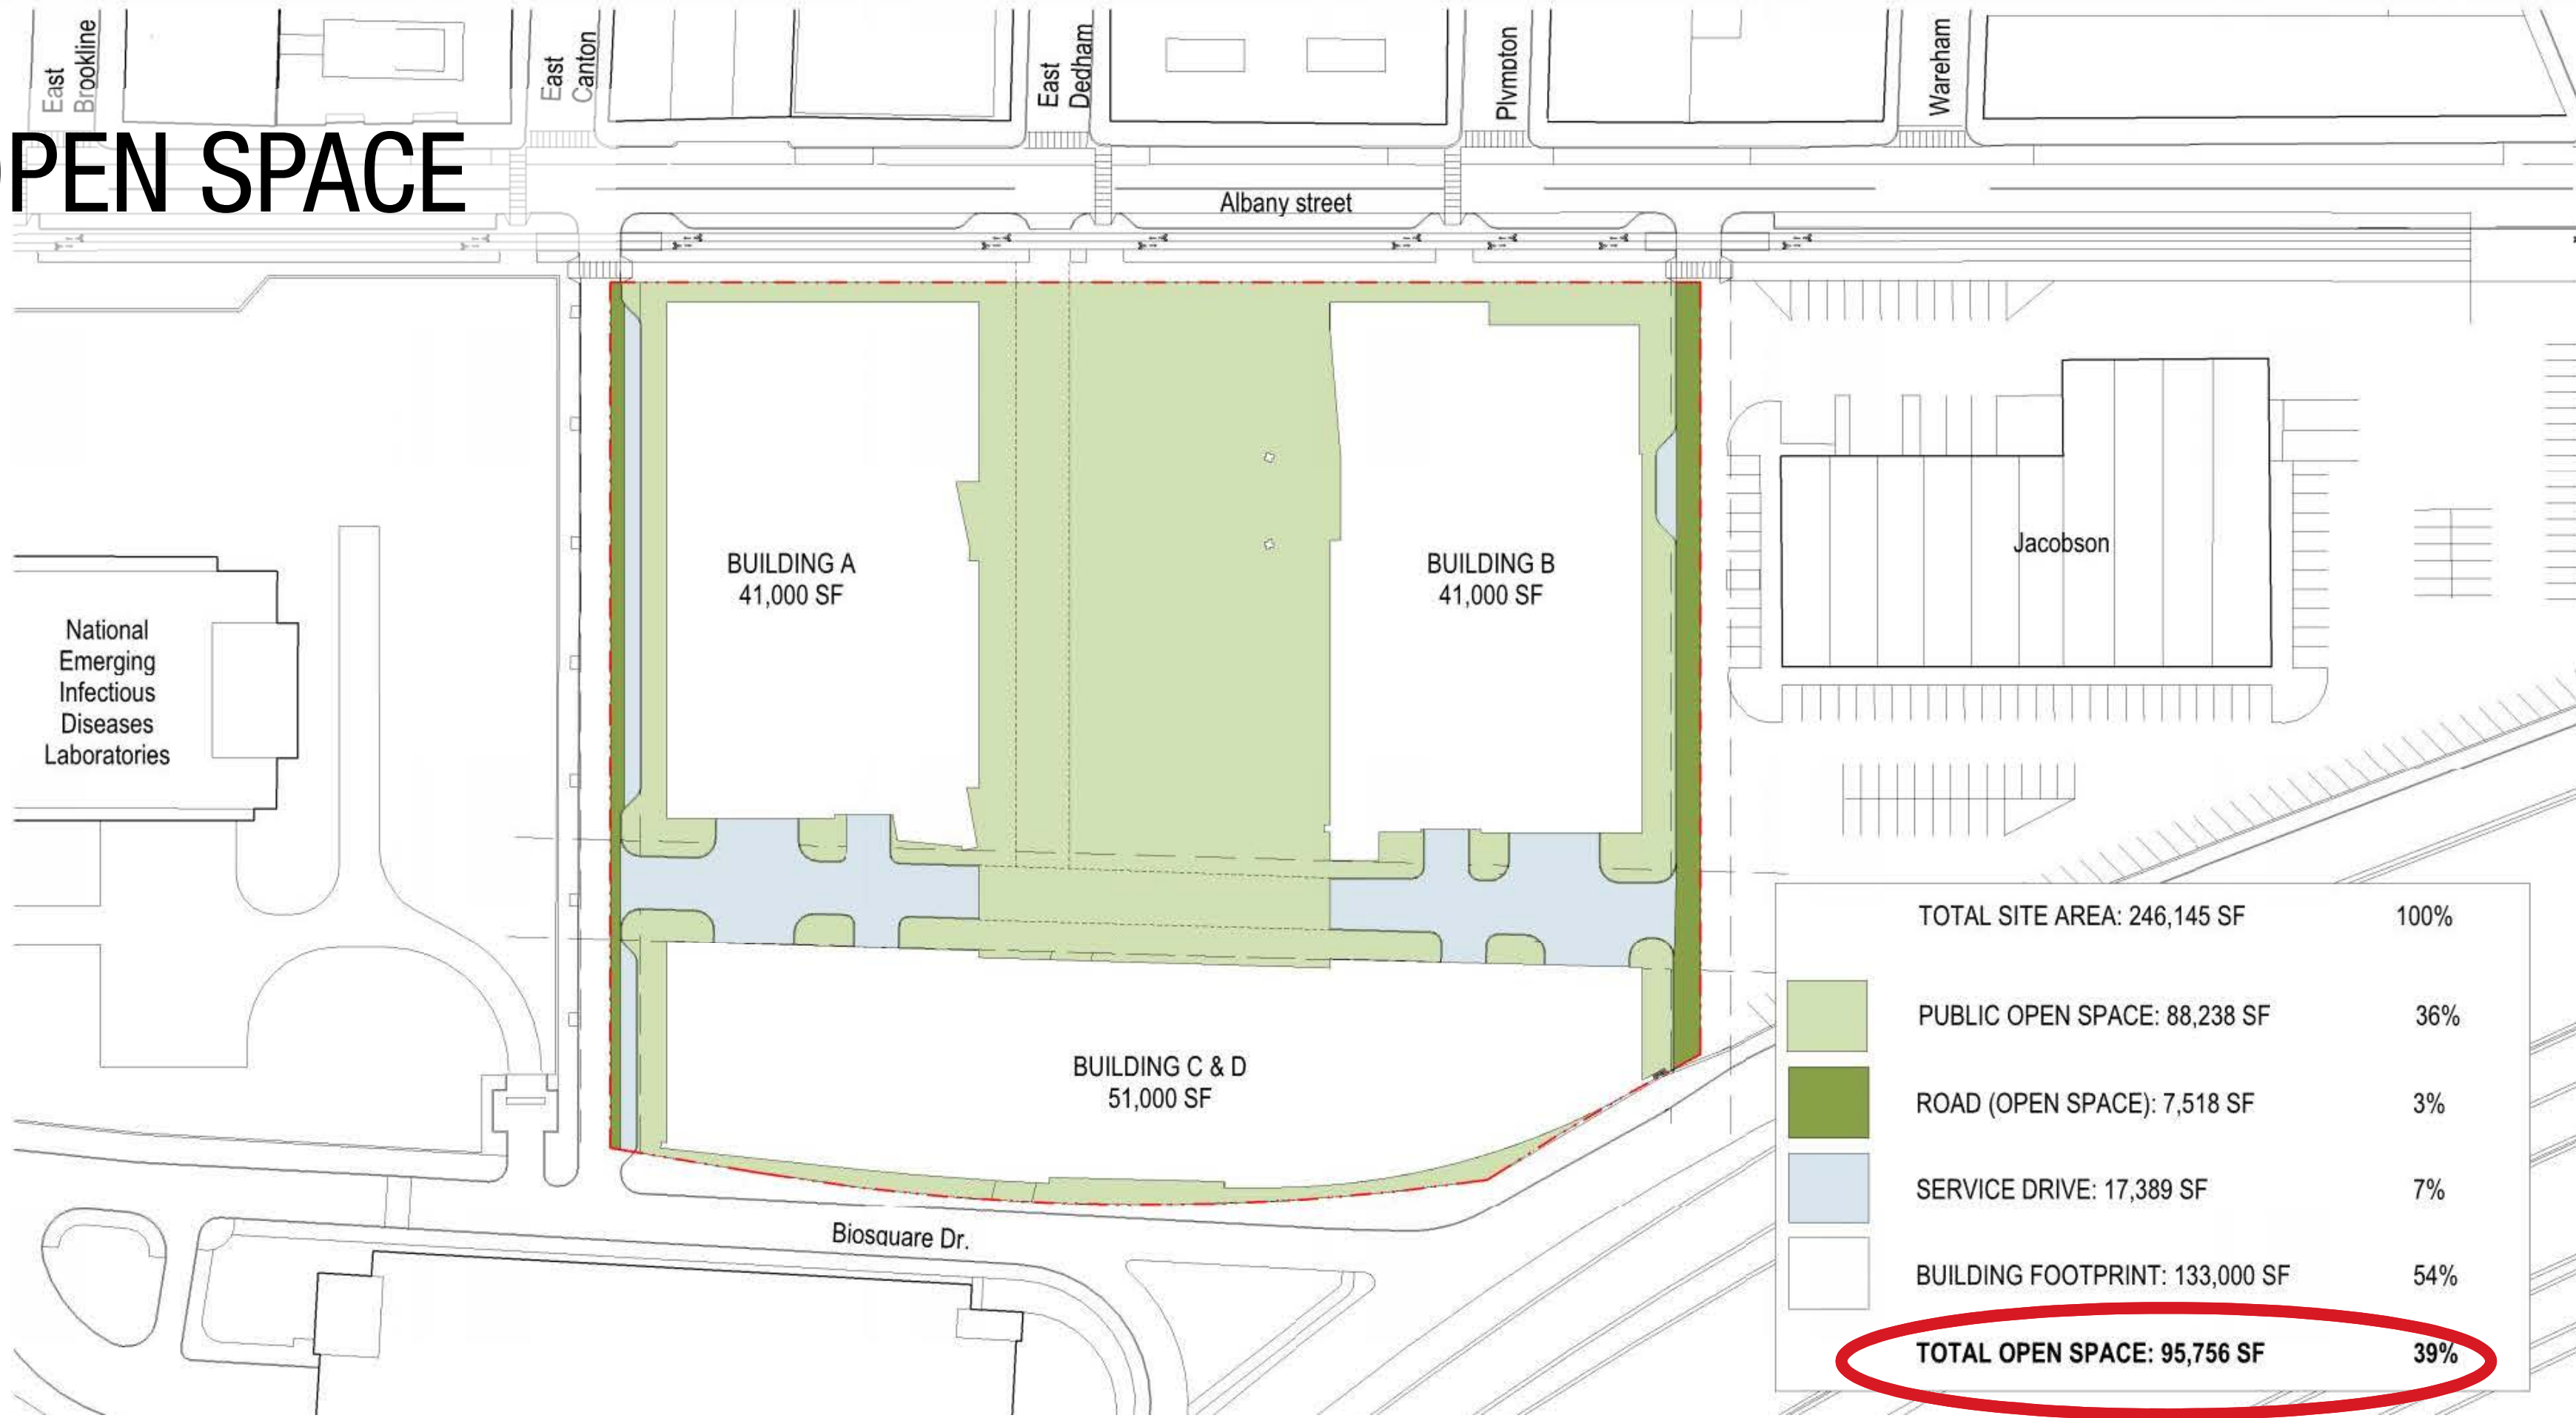 East
Brookline
East
Canton
East
Dedham
Plympton
Wareham
OPEN SPACE
Albany street
BUILDING A
41,000 SF
BUILDING B
41,000 SF
Jacobson
National
Emerging
Infectious
Diseases
Laboratories
BUILDING C & D
51,000 SF
Biosquare Dr.
TOTAL SITE AREA: 246,145 SF 100%
PUBLIC OPEN SPACE: 88,238 SF 36%
ROAD (OPEN SPACE): 7,518 SF 3%
SERVICE DRIVE: 17,389 SF 7%
BUILDING FOOTPRINT: 133,000 SF 54%
TOTAL OPEN SPACE: 95,756 SF 39%